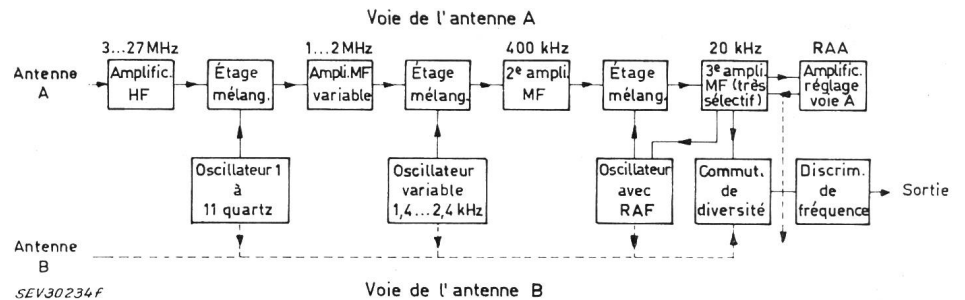 Voie de l'antenne A
3...27 MHz
1...2 MHz
400 kHz
20 kHz
RAA
Antenne
A
Amplific.
HF
Étage
mélang.
Ampli.MF
variable
Étage
mélang.
2e ampli.
MF
Étage
mélang.
3e ampli.
MF (très
sélectif)
Amplific.
réglage
voie A
Oscillateur 1
à
11 quartz
Oscillateur
variable
1,4...2,4 kHz
Oscillateur
avec
RAF
Commut.
de
diversité
Discrim.
de
fréquence
Sortie
Antenne
B
SEV30234f
Voie de l'antenne B